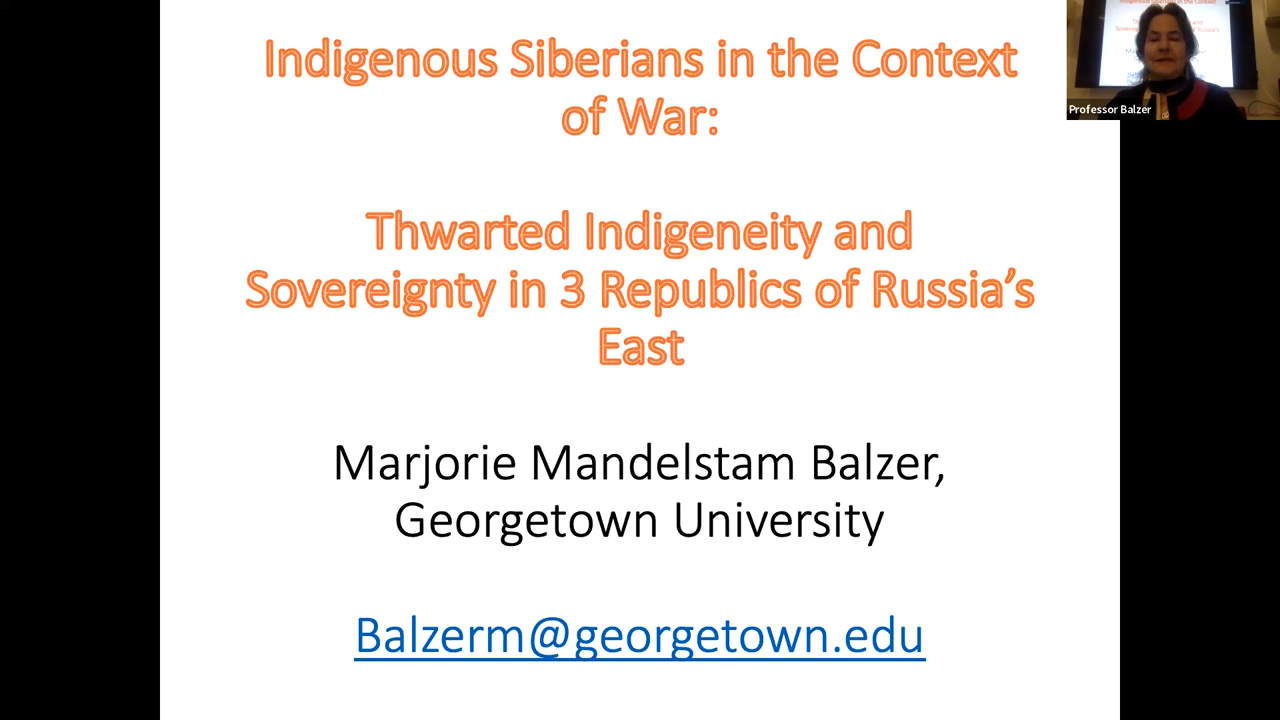 Indigenous Siberians in the Context
of War:
Thwarted Indigeneity and
Sovereignty in 3 Republics of Russia's
East
Marjorie Mandelstam Balzer,
Georgetown University
Balzerm@georgetown.edu
Professor Balzer